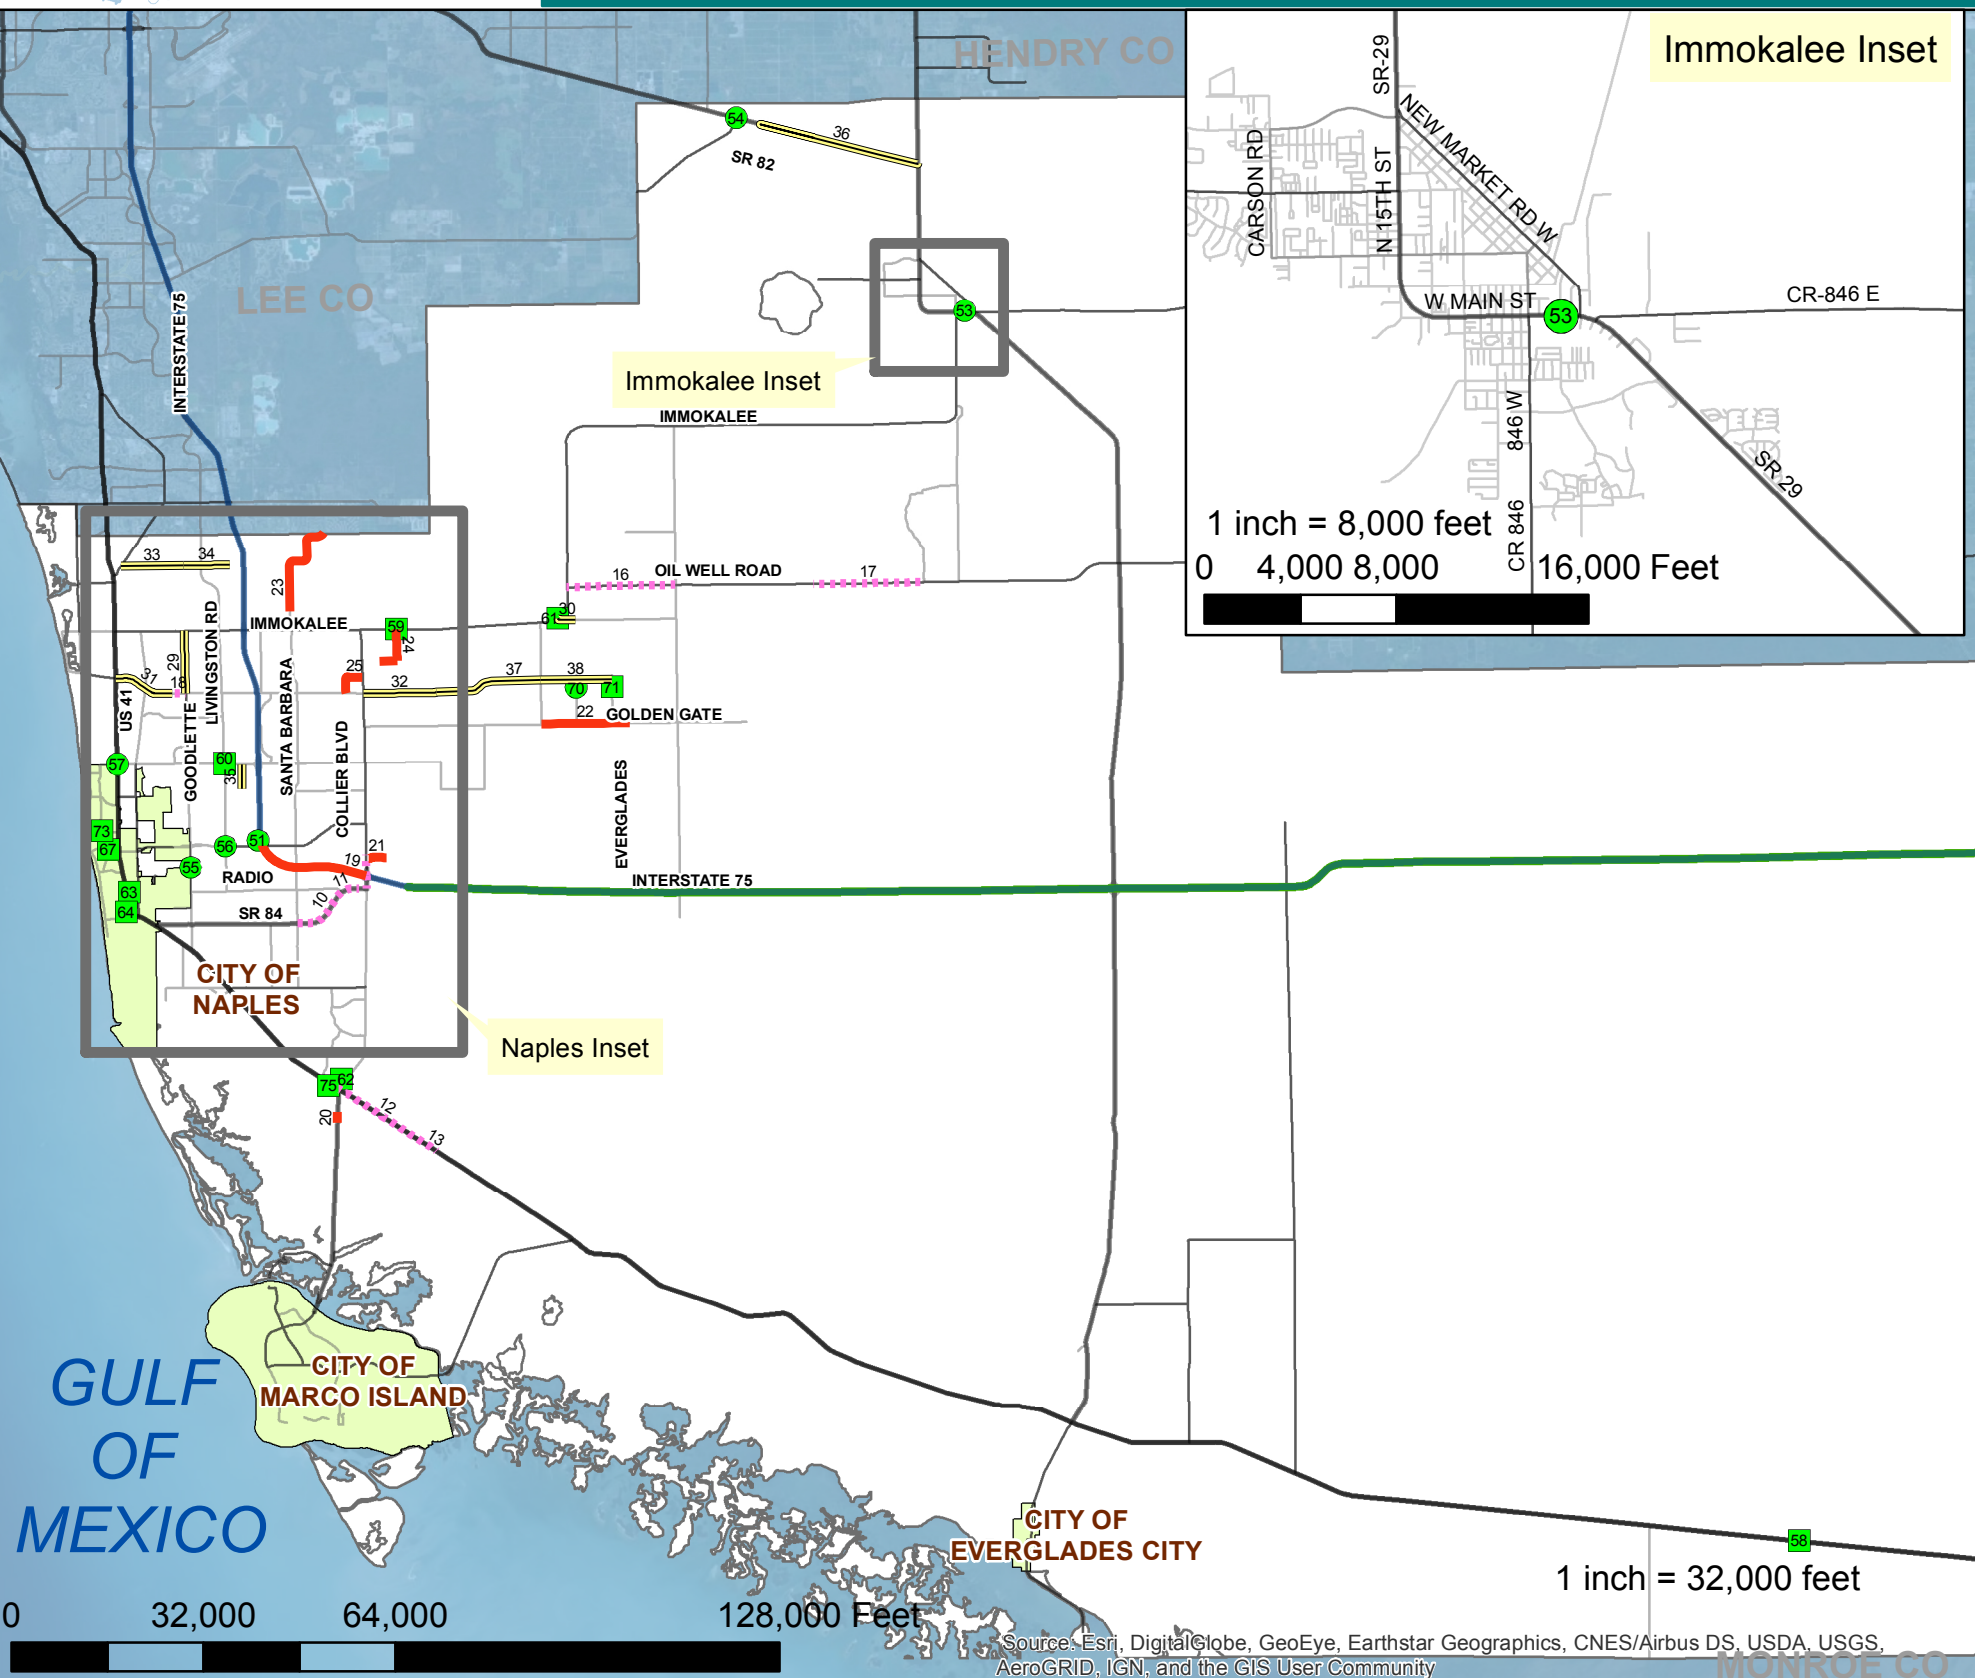 HENDRY CO
Immokalee Inset
SR-29
NEW MARKET RD W
CARSON RD
N 15TH ST
W MAIN ST
53
CR-846 E
846 W
CR 846
SR 29
1 inch = 8,000 feet
0 4,000 8,000 16,000 Feet
54
36
SR 82
LEE CO
INTERSTATE 75
53
Immokalee Inset
IMMOKALEE
33
34
23
16
OIL WELL ROAD
17
IMMOKALEE
59
24
61
30
29
31
18
25
32
37
38
70
71
22
GOLDEN GATE
US 41
GOODLETTE
LIVINGSTON RD
SANTA BARBARA
COLLIER BLVD
EVERGLADES
57
60
35
73
67
56
51
55
19
21
RADIO
11
10
INTERSTATE 75
63
64
SR 84
CITY OF
NAPLES
Naples Inset
75
62
20
12
13
CITY OF
MARCO ISLAND
GULF
OF
MEXICO
CITY OF
EVERGLADES CITY
58
1 inch = 32,000 feet
0 32,000 64,000 128,000 Feet
Source: Esri, DigitalGlobe, GeoEye, Earthstar Geographics, CNES/Airbus DS, USDA, USGS,
AeroGRID, IGN, and the GIS User Community
MONROE CO